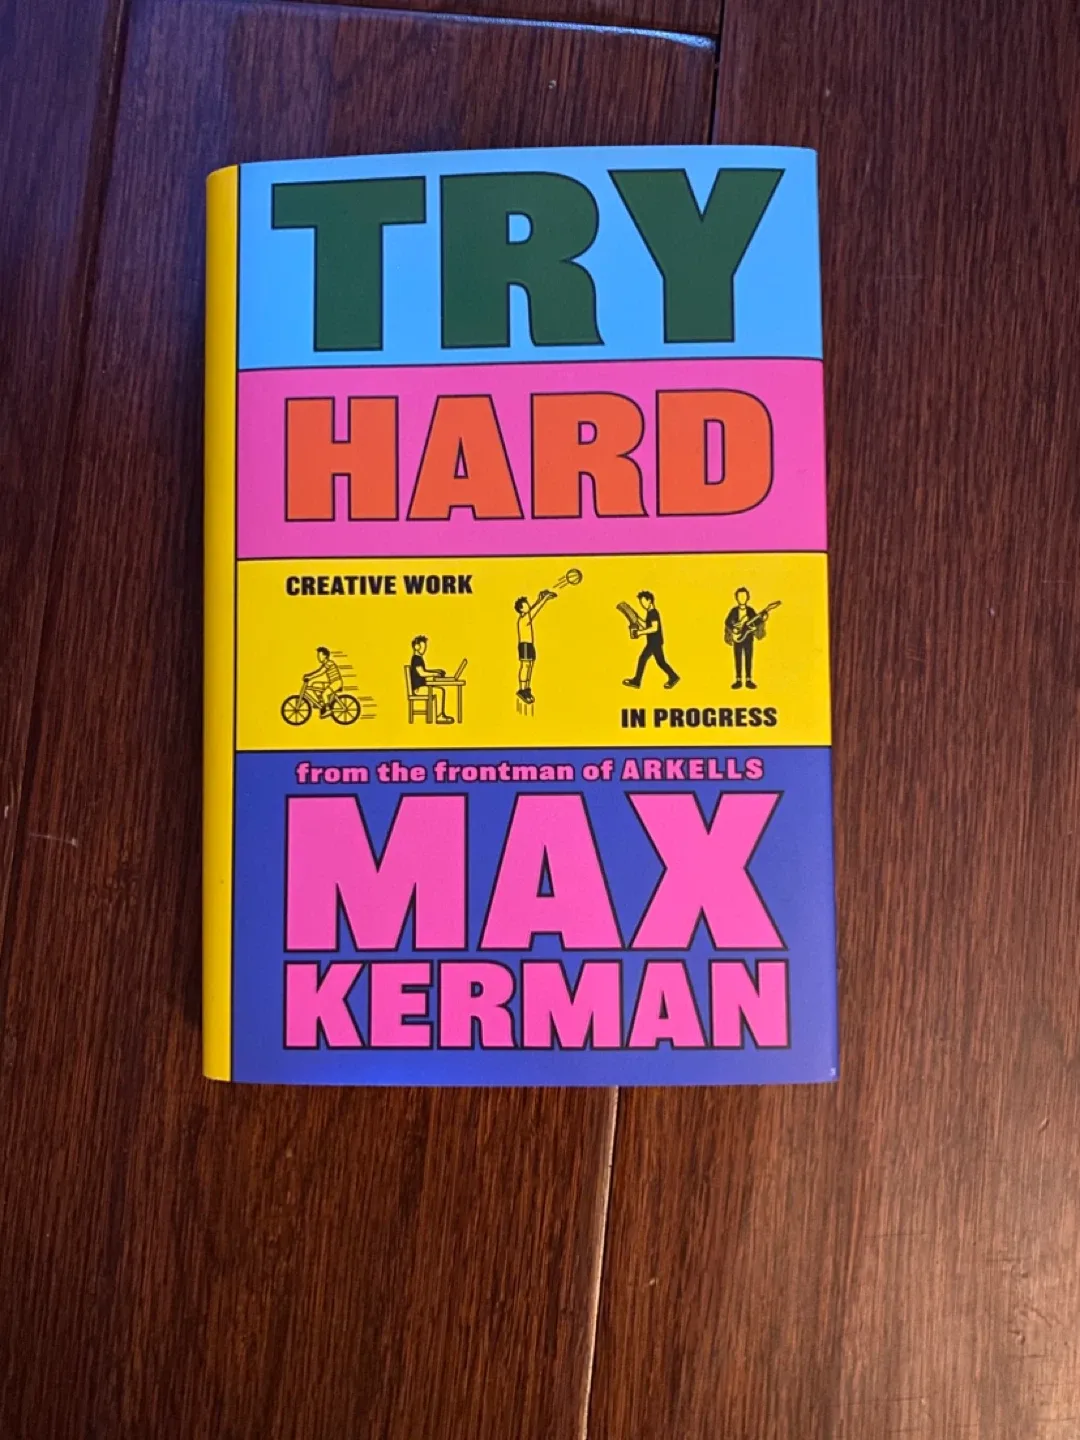 TRY
HARD
CREATIVE WORK
IN PROGRESS
from the frontman of ARKELLS
MAX
KERMAN